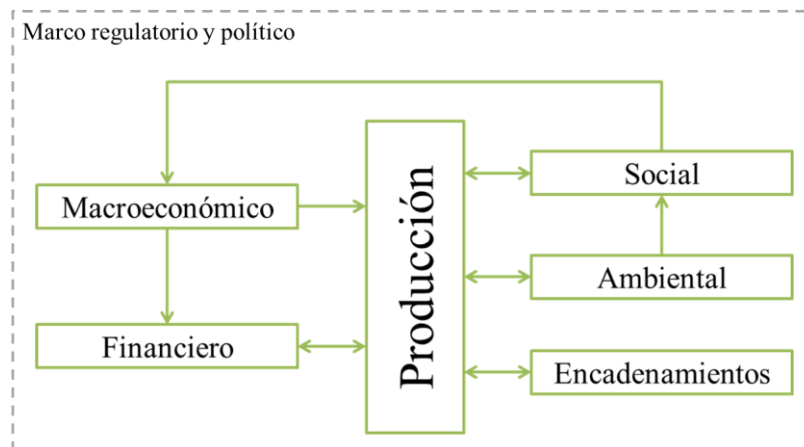 Marco regulatorio y político
Macroeconómico
Financiero
Producción
Social
Ambiental
Encadenamientos